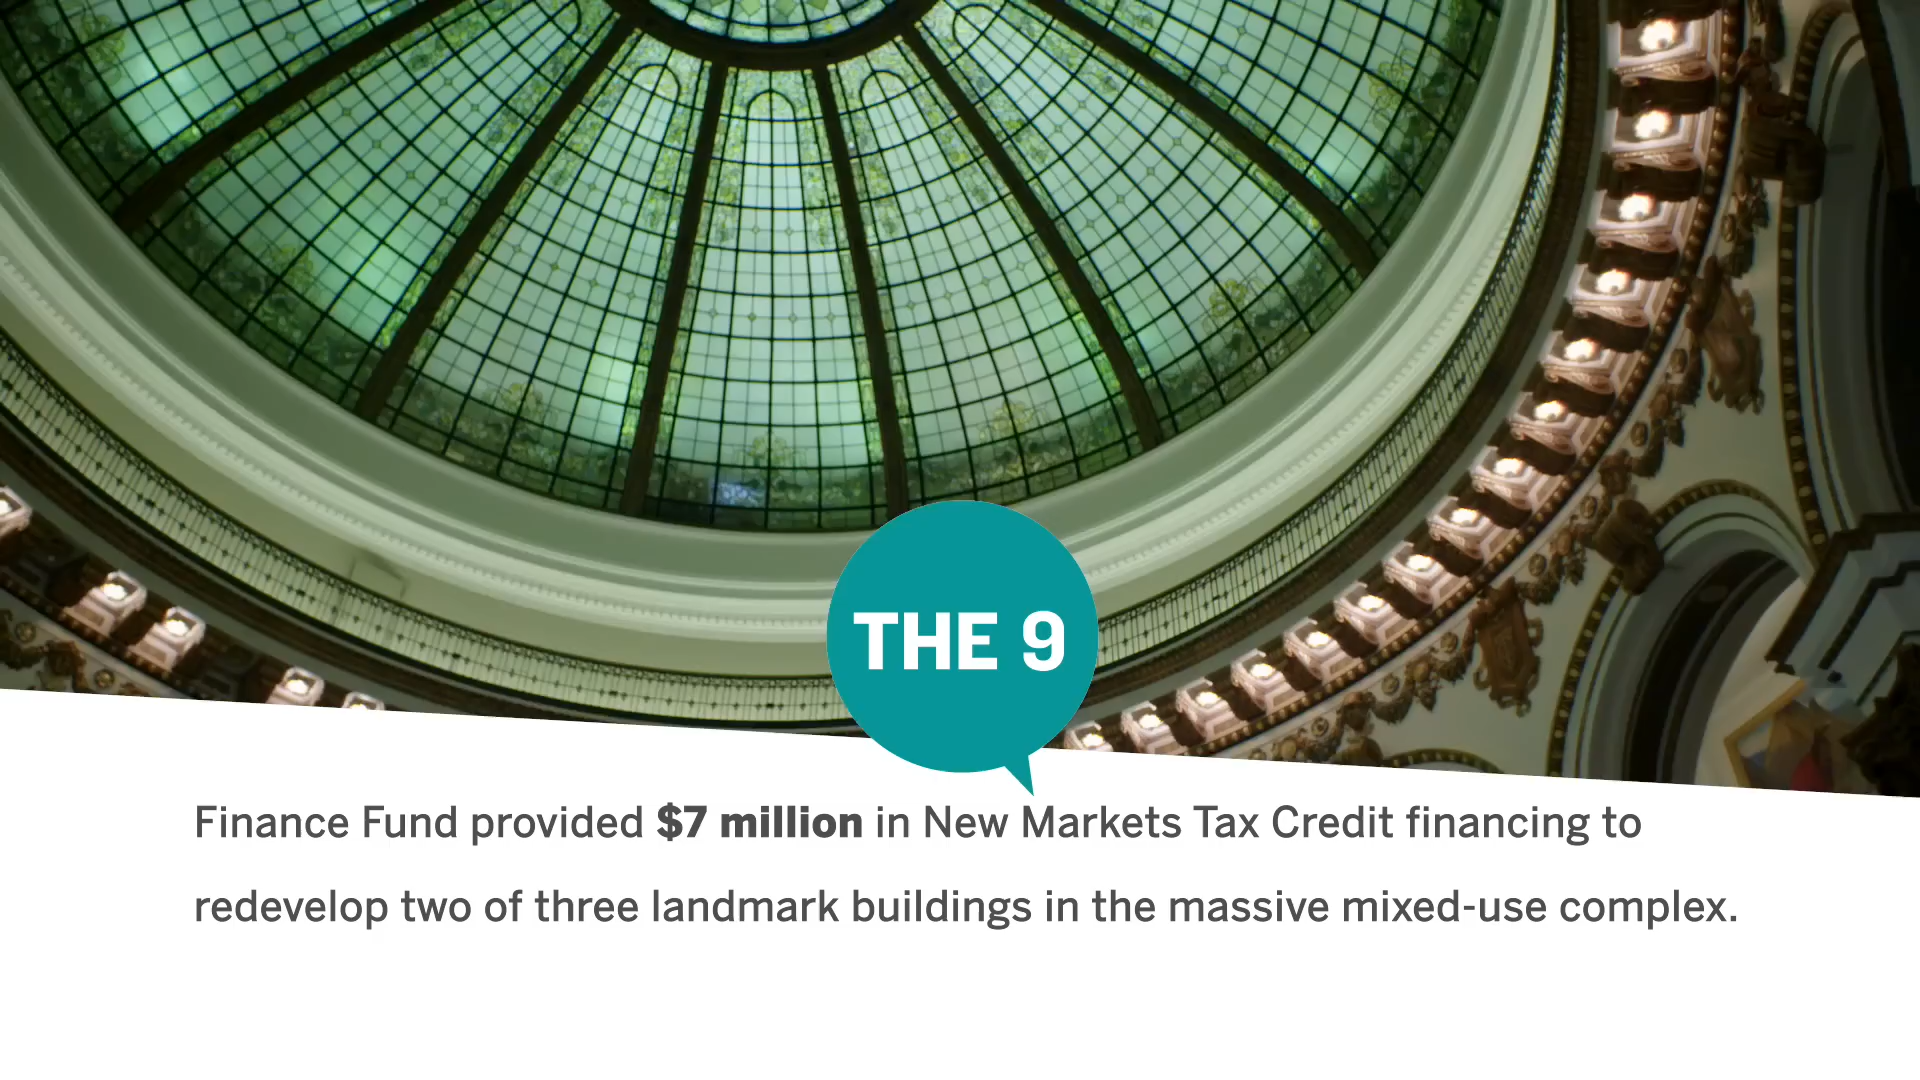 THE 9
Finance Fund provided $7 million in New Markets Tax Credit financing to
redevelop two of three landmark buildings in the massive mixed-use complex.